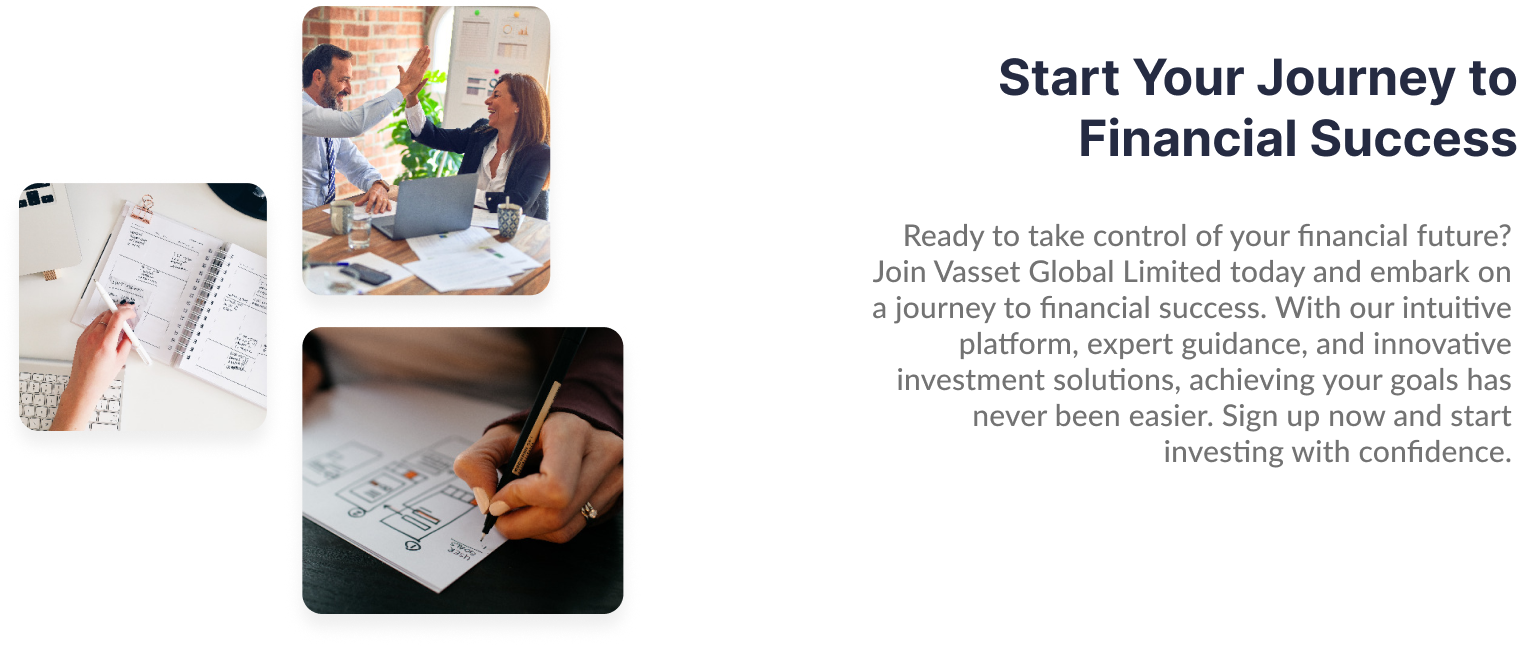 Start Your Journey to
Financial Success
Ready to take control of your financial future?
Join Vasset Global Limited today and embark on
a journey to financial success. With our intuitive
platform, expert guidance, and innovative
investment solutions, achieving your goals has
never been easier. Sign up now and start
investing with confidence.
USER
GOALS